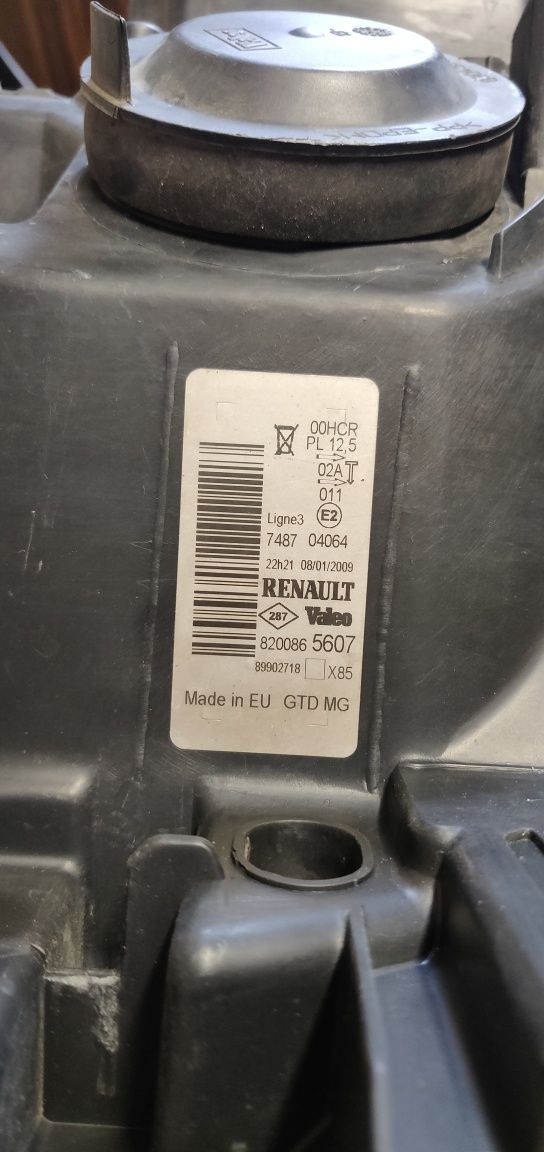 00HCR
PL 12,5
02A
011
Ligne3 E2
7487 04064
22h21 08/01/2009
RENAULT
287 Valeo
820086 5607
89902718 X85
Made in EU GTD MG